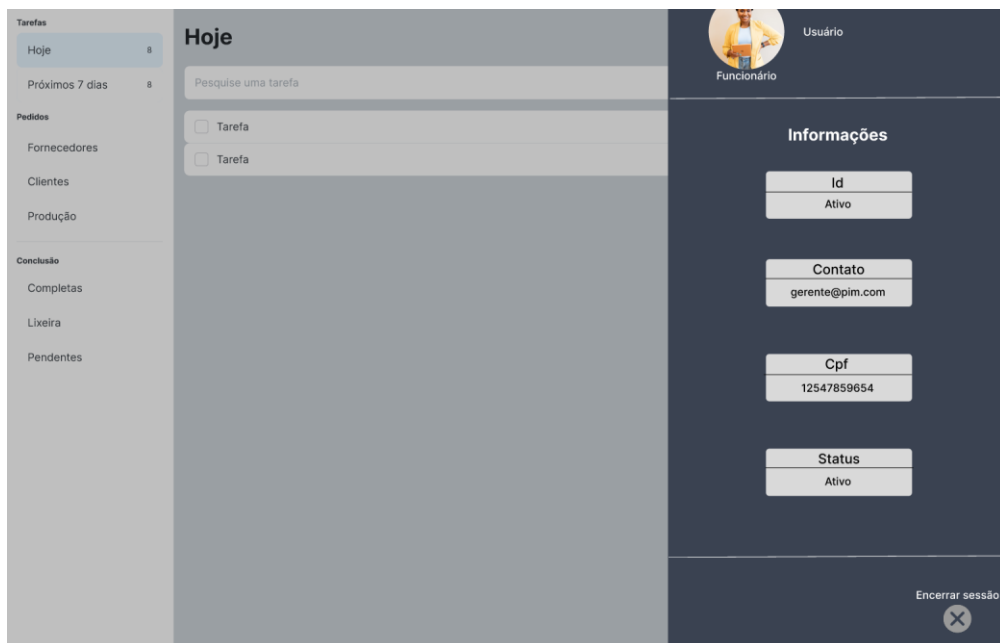 Tarefas
Hoje 8
Próximos 7 dias 8
Pedidos
Fornecedores
Clientes
Produção
Conclusão
Completas
Lixeira
Pendentes
Hoje
Pesquise uma tarefa
Tarefa
Tarefa
Usuário
Funcionário
Informações
Id
Ativo
Contato
gerente@pim.com
Cpf
12547859654
Status
Ativo
Encerrar sessão